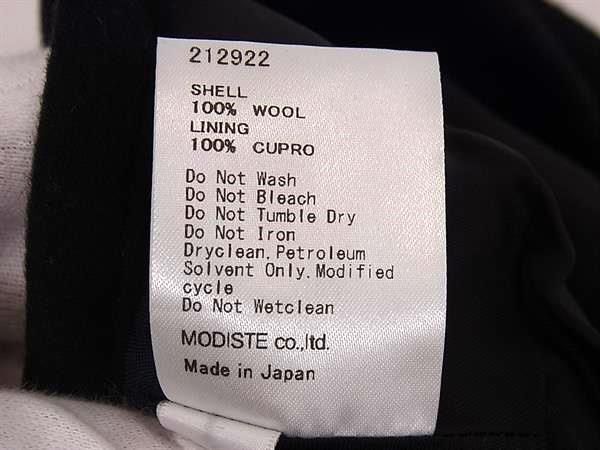 212922
SHELL
100% WOOL
LINING
100% CUPRO
Do Not Wash
Do Not Bleach
Do Not Tumble Dry
Do Not Iron
Dryclean.Petroleum
Solvent Only.Modified
cycle
Do Not Wetclean
MODISTE co.,ltd.
Made in Japan